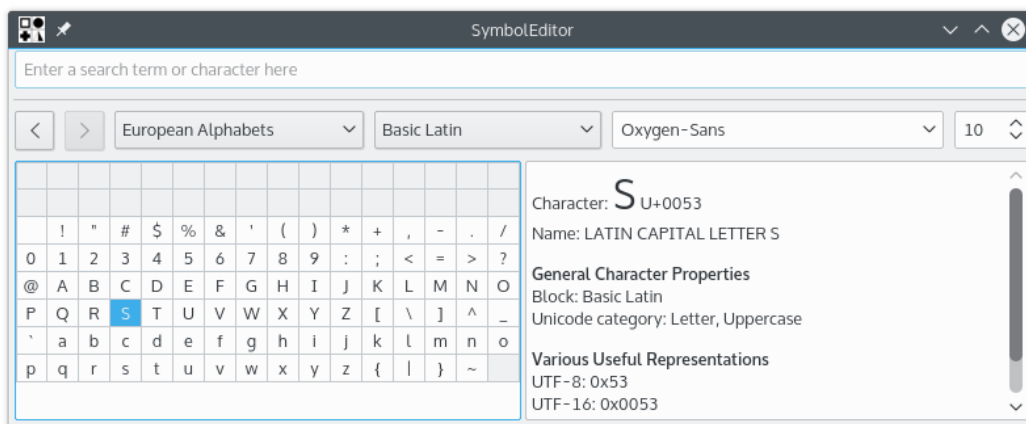 SymbolEditor
Enter a search term or character here
< > European Alphabets Basic Latin Oxygen-Sans 10
! " # $ % & ' ( ) * + , - . /
0 1 2 3 4 5 6 7 8 9 : ; < = > ?
@ A B C D E F G H I J K L M N O
P Q R S T U V W X Y Z [ \ ] ^ _
` a b c d e f g h i j k l m n o
p q r s t u v w x y z { | } ~
Character: S U+0053
Name: LATIN CAPITAL LETTER S
General Character Properties
Block: Basic Latin
Unicode category: Letter, Uppercase
Various Useful Representations
UTF-8: 0x53
UTF-16: 0x0053